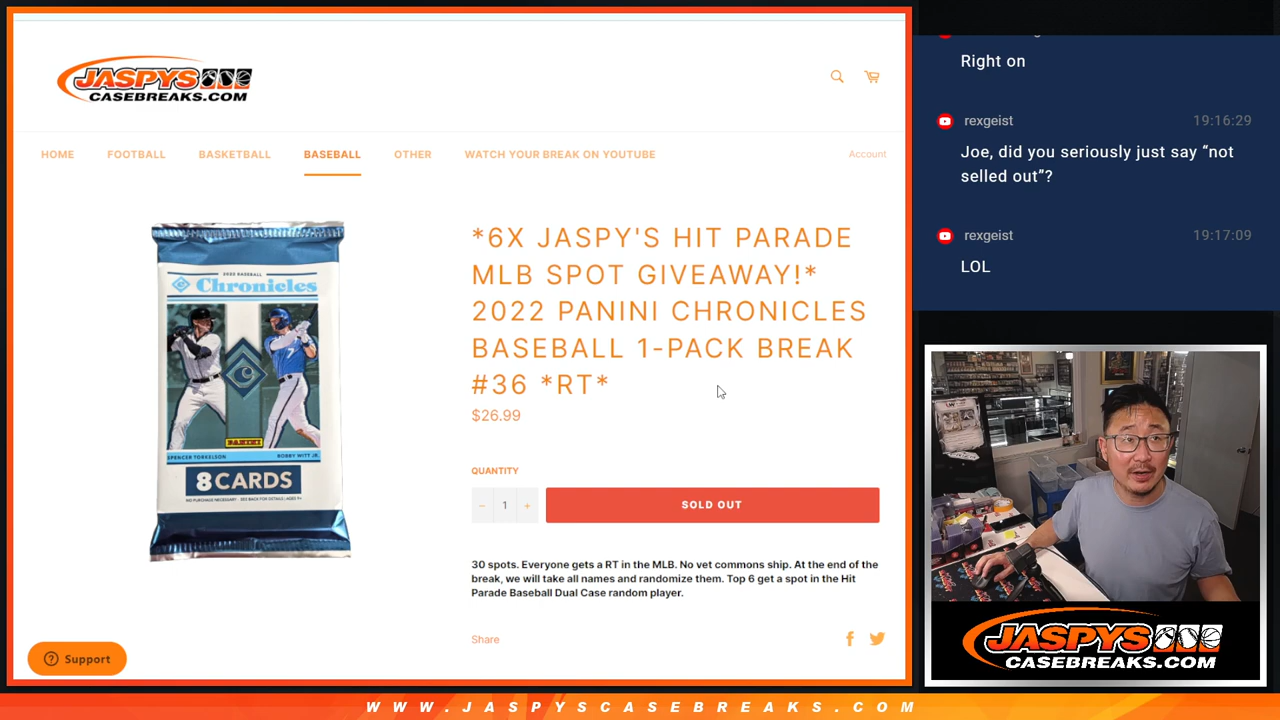 JASPYS
CASEBREAKS.COM
HOME
FOOTBALL
BASKETBALL
BASEBALL
OTHER
WATCH YOUR BREAK ON YOUTUBE
Account
2022 BASEBALL
Chronicles
PANINI
SPENCER TORKELSON
BOBBY WITT JR.
8 CARDS
*6X JASPY'S HIT PARADE
MLB SPOT GIVEAWAY!*
2022 PANINI CHRONICLES
BASEBALL 1-PACK BREAK
#36 *RT*
$26.99
QUANTITY
− 1 +
SOLD OUT
30 spots. Everyone gets a RT in the MLB. No vet commons ship. At the end of the
break, we will take all names and randomize them. Top 6 get a spot in the Hit
Parade Baseball Dual Case random player.
Share
Support
Right on
rexgeist 19:16:29
Joe, did you seriously just say “not
selled out”?
rexgeist 19:17:09
LOL
JASPYS
CASEBREAKS.COM
WWW.JASPYSCASEBREAKS.COM